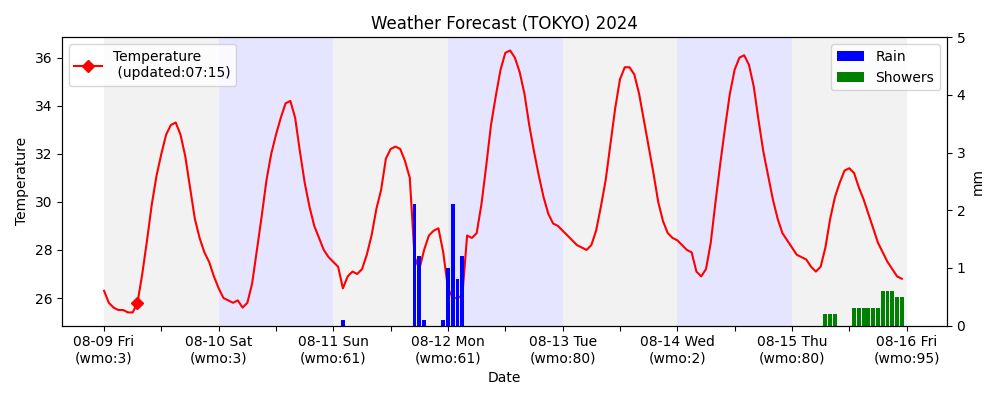 Weather Forecast (TOKYO) 2024
Temperature
(updated:07:15)
Rain
Showers
Temperature
36
34
32
30
28
26
5
4
3
2
1
0
mm
08-09 Fri
(wmo:3)
08-10 Sat
(wmo:3)
08-11 Sun
(wmo:61)
08-12 Mon
(wmo:61)
08-13 Tue
(wmo:80)
08-14 Wed
(wmo:2)
08-15 Thu
(wmo:80)
08-16 Fri
(wmo:95)
Date